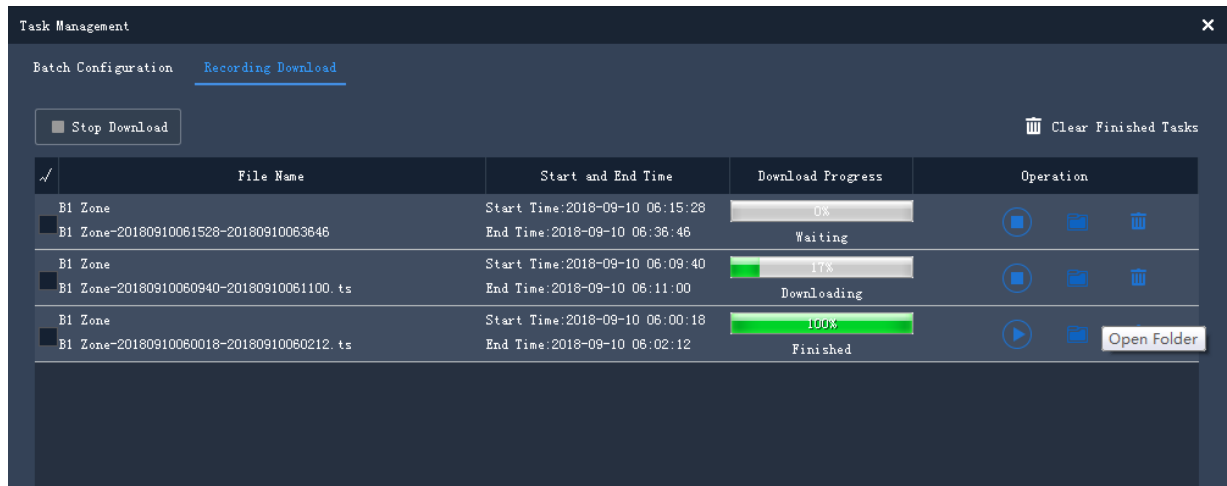 Task Management
Batch Configuration Recording Download
Stop Download Clear Finished Tasks
File Name Start and End Time Download Progress Operation
B1 Zone Start Time:2018-09-10 06:15:28 0%
B1 Zone-20180910061528-20180910063646 End Time:2018-09-10 06:36:46 Waiting
B1 Zone Start Time:2018-09-10 06:09:40 17%
B1 Zone-20180910060940-20180910061100.ts End Time:2018-09-10 06:11:00 Downloading
B1 Zone Start Time:2018-09-10 06:00:18 100%
B1 Zone-20180910060018-20180910060212.ts End Time:2018-09-10 06:02:12 Finished
Open Folder